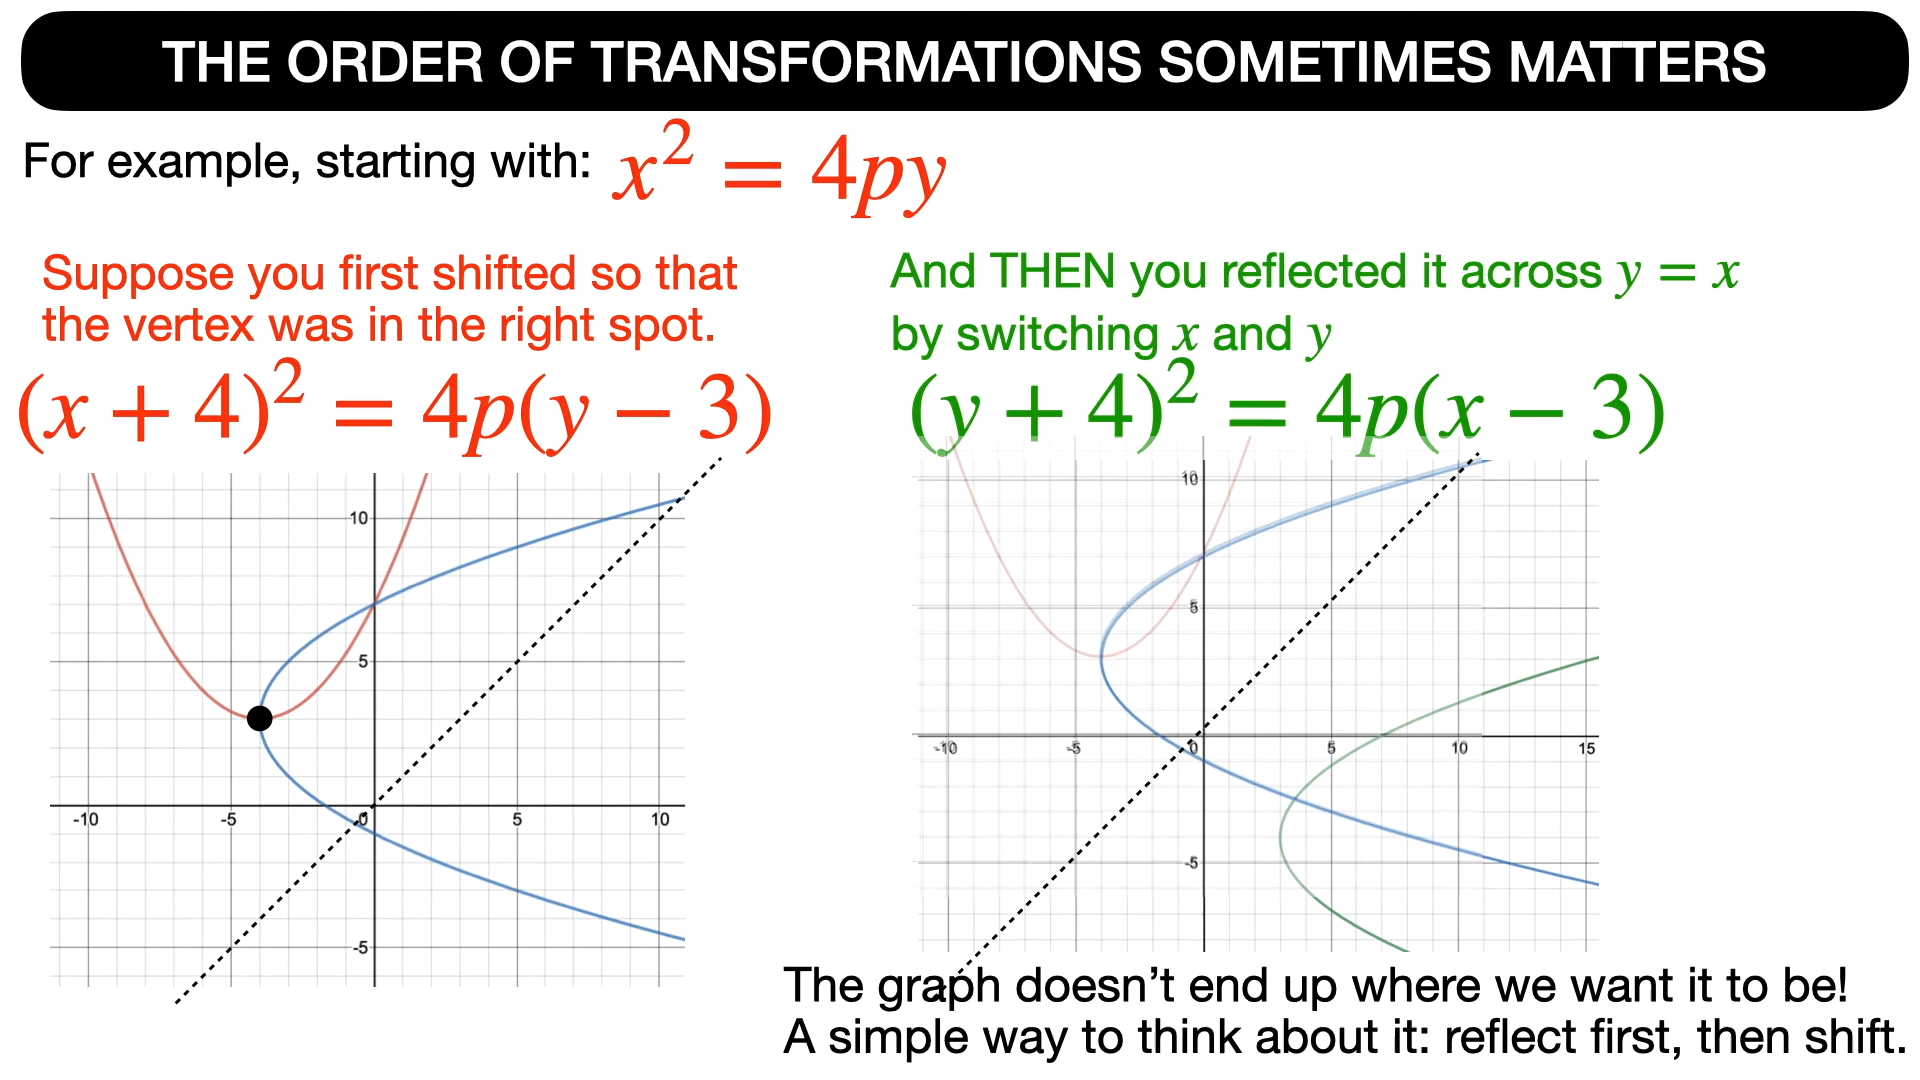 THE ORDER OF TRANSFORMATIONS SOMETIMES MATTERS
For example, starting with: x² = 4py
Suppose you first shifted so that
the vertex was in the right spot.
(x + 4)² = 4p(y − 3)
10
5
-10 -5 0 5 10
-5
And THEN you reflected it across y = x
by switching x and y
(y + 4)² = 4p(x − 3)
10
5
-10 -5 0 5 10 15
-5
The graph doesn’t end up where we want it to be!
A simple way to think about it: reflect first, then shift.